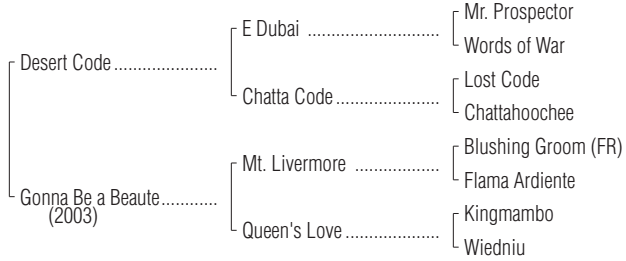 Mr. Prospector
E Dubai ...........................
Words of War
Desert Code ......................
Lost Code
Chatta Code ......................
Chattahoochee
Blushing Groom (FR)
Mt. Livermore ..................
Flama Ardiente
Gonna Be a Beaute............
(2003)
Kingmambo
Queen's Love ....................
Wiedniu